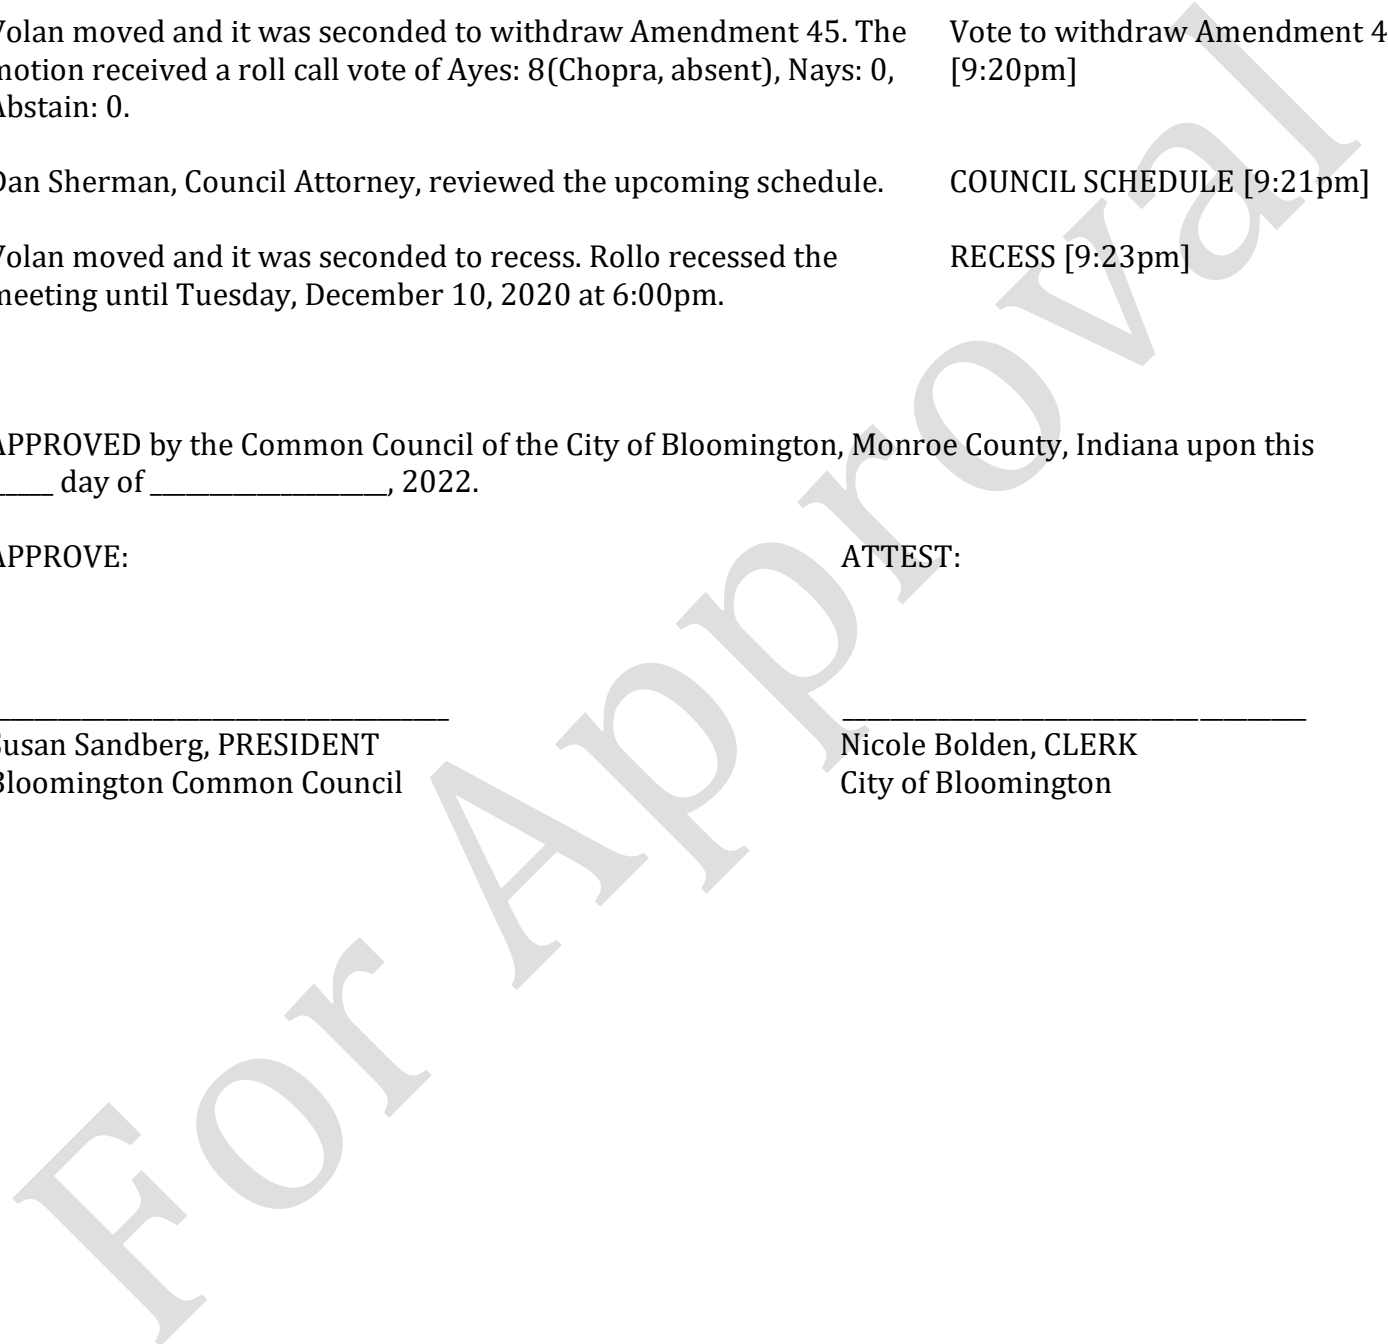 Volan moved and it was seconded to withdraw Amendment 45. The
motion received a roll call vote of Ayes: 8(Chopra, absent), Nays: 0,
Abstain: 0.
Vote to withdraw Amendment 4
[9:20pm]
Dan Sherman, Council Attorney, reviewed the upcoming schedule.
COUNCIL SCHEDULE [9:21pm]
Volan moved and it was seconded to recess. Rollo recessed the
meeting until Tuesday, December 10, 2020 at 6:00pm.
RECESS [9:23pm]
APPROVED by the Common Council of the City of Bloomington, Monroe County, Indiana upon this
_____ day of ____________________, 2022.
APPROVE:
ATTEST:
Susan Sandberg, PRESIDENT
Bloomington Common Council
Nicole Bolden, CLERK
City of Bloomington
For Approval